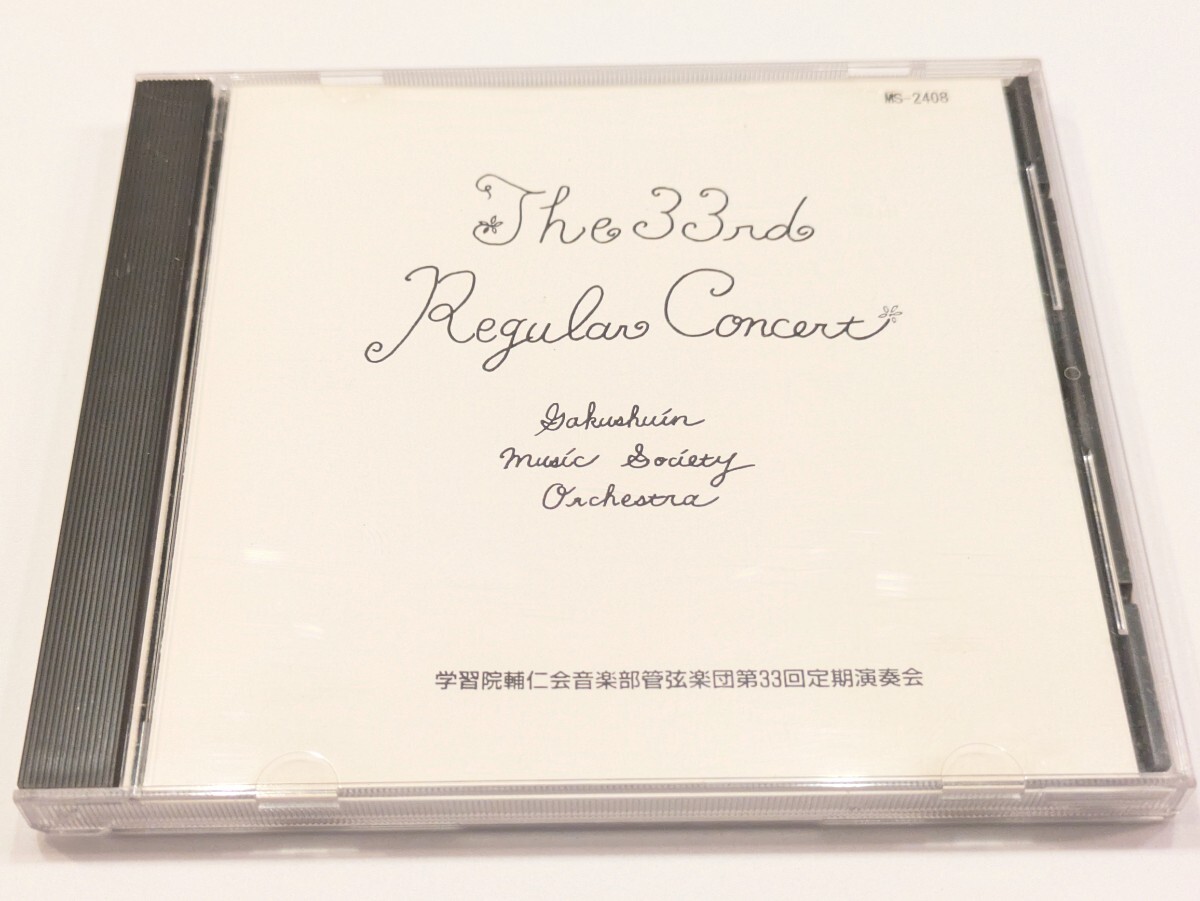 MS-2408
The 33rd
Regular Concert
Gakushuin
Music Society
Orchestra
学習院輔仁会音楽部管弦楽団第33回定期演奏会